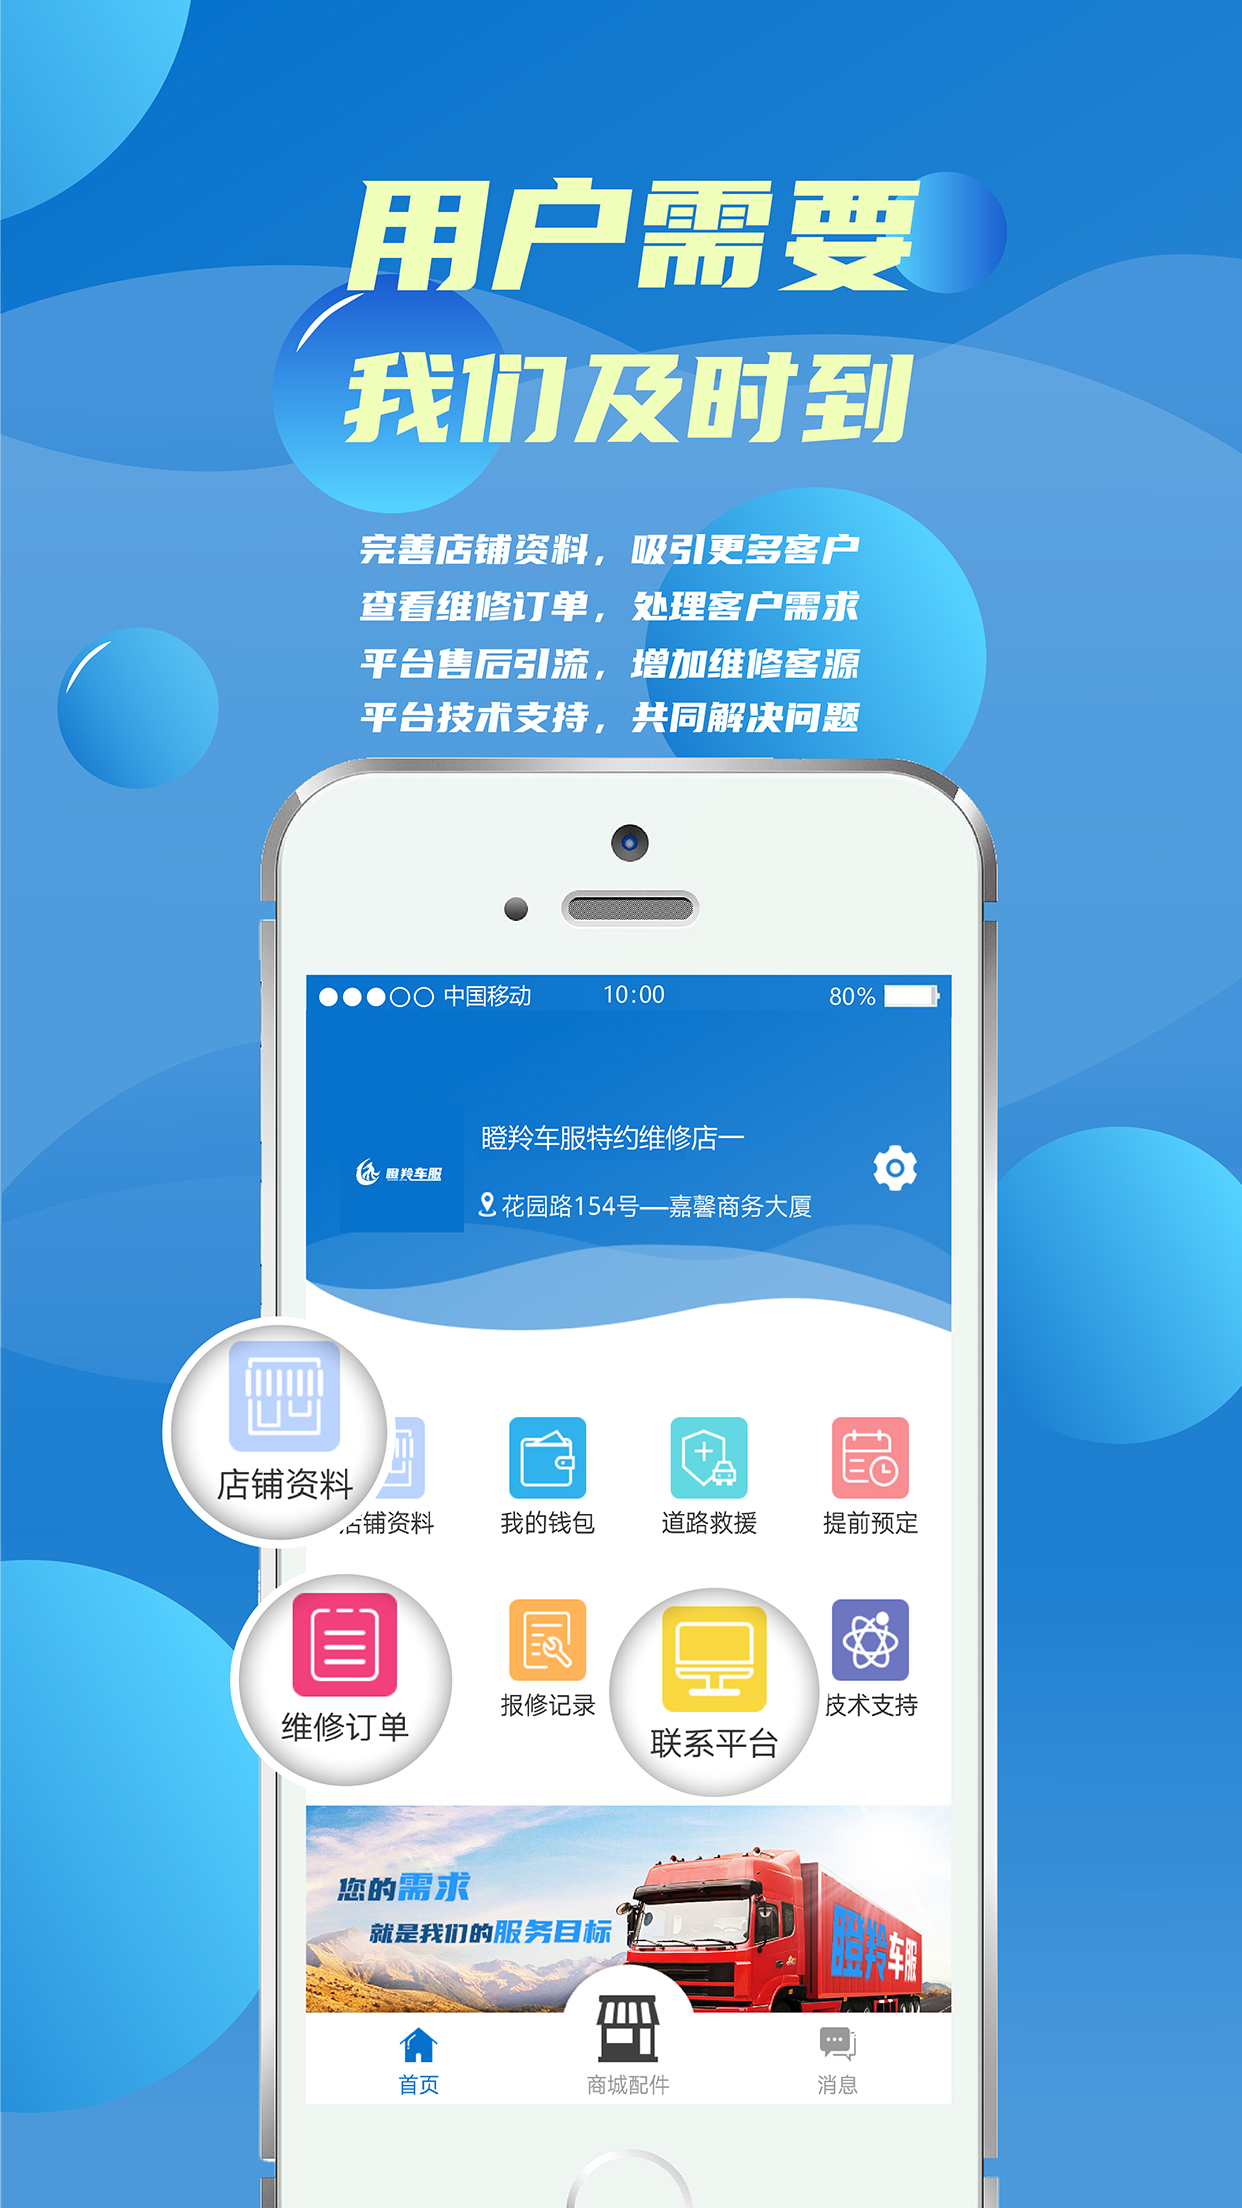 用户需要
我们及时到
完善店铺资料，吸引更多客户
查看维修订单，处理客户需求
平台售后引流，增加维修客源
平台技术支持，共同解决问题
中国移动 10:00 80%
瞪羚车服特约维修店一
瞪羚车服
花园路154号—嘉馨商务大厦
店铺资料
店铺资料 我的钱包 道路救援 提前预定
维修订单 报修记录 联系平台 技术支持
您的需求
就是我们的服务目标
瞪羚车服
首页 商城配件 消息